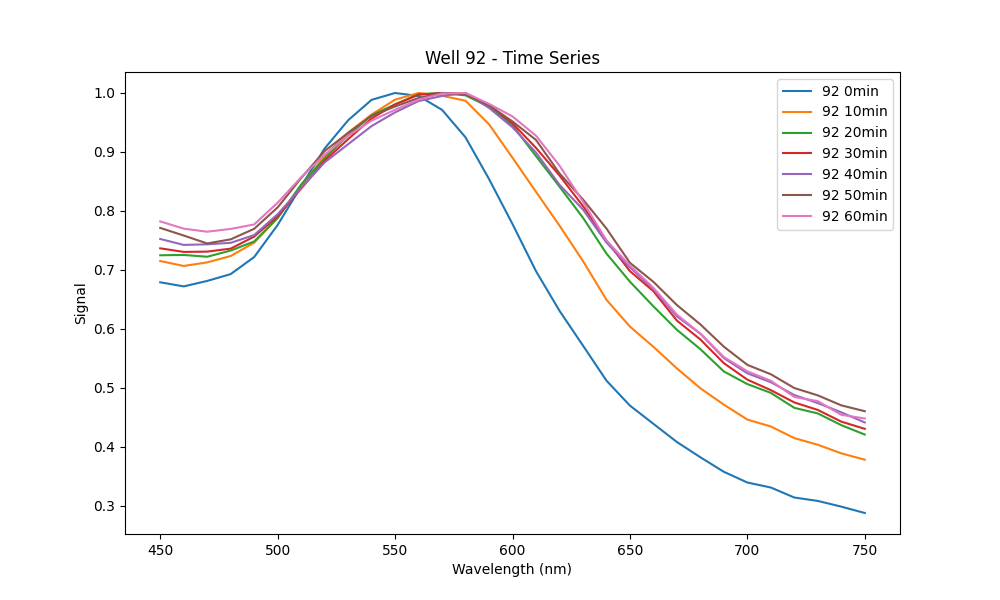 Well 92 - Time Series
1.0
0.9
0.8
0.7
0.6
0.5
0.4
0.3
Signal
92 0min
92 10min
92 20min
92 30min
92 40min
92 50min
92 60min
450
500
550
600
650
700
750
Wavelength (nm)